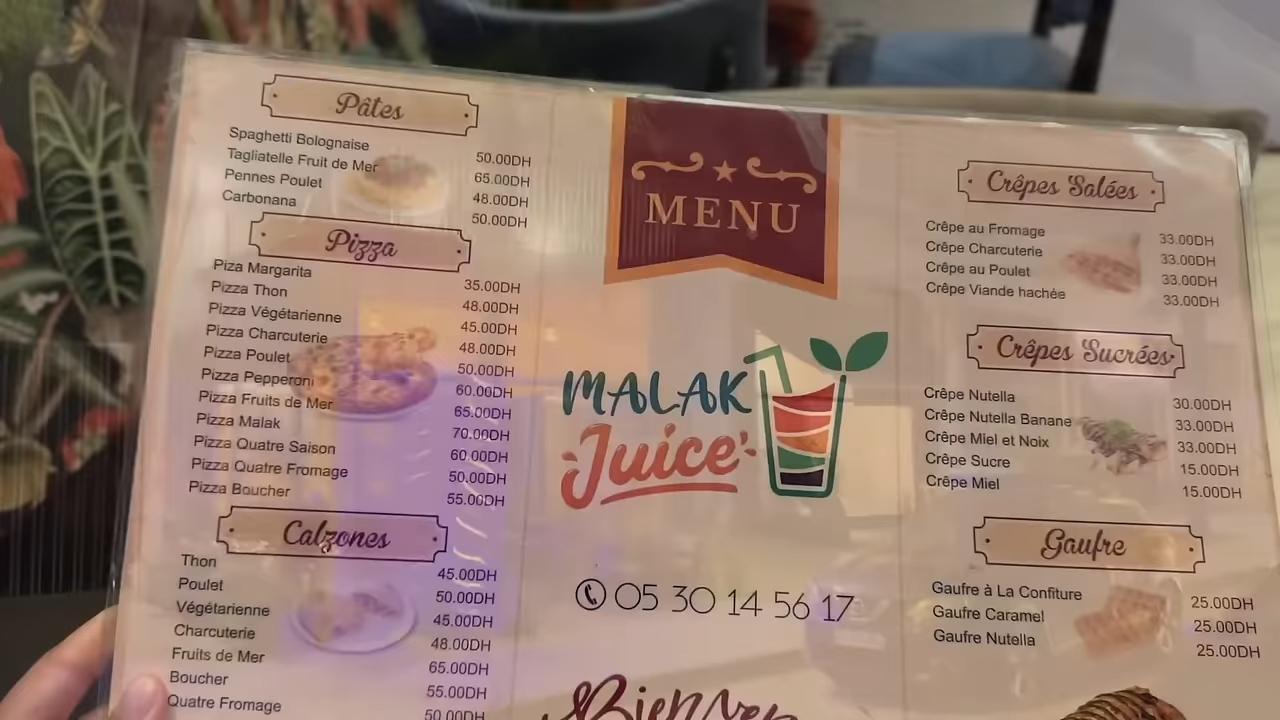 Pâtes
Spaghetti Bolognaise 50.00DH
Tagliatelle Fruit de Mer 65.00DH
Pennes Poulet 48.00DH
Carbonana 50.00DH
Pizza
Piza Margarita 35.00DH
Pizza Thon 48.00DH
Pizza Végétarienne 45.00DH
Pizza Charcuterie 48.00DH
Pizza Poulet 50.00DH
Pizza Pepperoni 60.00DH
Pizza Fruits de Mer 65.00DH
Pizza Malak 70.00DH
Pizza Quatre Saison 60.00DH
Pizza Quatre Fromage 50.00DH
Pizza Boucher 55.00DH
Calzones
Thon 45.00DH
Poulet 50.00DH
Végétarienne 45.00DH
Charcuterie 48.00DH
Fruits de Mer 65.00DH
Boucher 55.00DH
Quatre Fromage 50.00DH
MENU
MALAK
Juice
05 30 14 56 17
Crêpes Salées
Crêpe au Fromage 33.00DH
Crêpe Charcuterie 33.00DH
Crêpe au Poulet 33.00DH
Crêpe Viande hachée 33.00DH
Crêpes Sucrées
Crêpe Nutella 30.00DH
Crêpe Nutella Banane 33.00DH
Crêpe Miel et Noix 33.00DH
Crêpe Sucre 15.00DH
Crêpe Miel 15.00DH
Gaufre
Gaufre à La Confiture 25.00DH
Gaufre Caramel 25.00DH
Gaufre Nutella 25.00DH